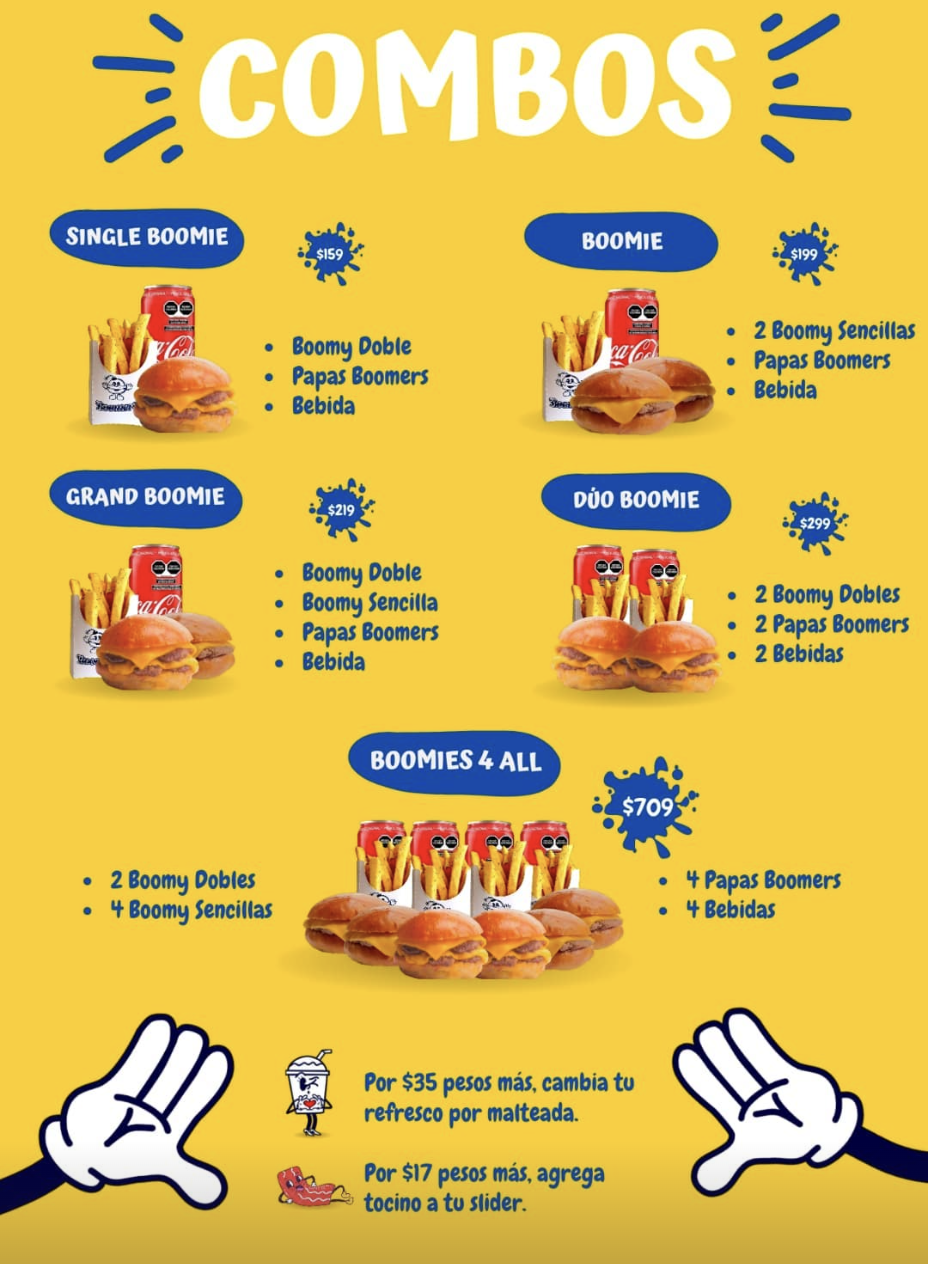 COMBOS
SINGLE BOOMIE
$159
• Boomy Doble
• Papas Boomers
• Bebida
BOOMIE
$199
• 2 Boomy Sencillas
• Papas Boomers
• Bebida
GRAND BOOMIE
$219
• Boomy Doble
• Boomy Sencilla
• Papas Boomers
• Bebida
DÚO BOOMIE
$299
• 2 Boomy Dobles
• 2 Papas Boomers
• 2 Bebidas
BOOMIES 4 ALL
$709
• 2 Boomy Dobles
• 4 Boomy Sencillas
• 4 Papas Boomers
• 4 Bebidas
Por $35 pesos más, cambia tu
refresco por malteada.
Por $17 pesos más, agrega
tocino a tu slider.